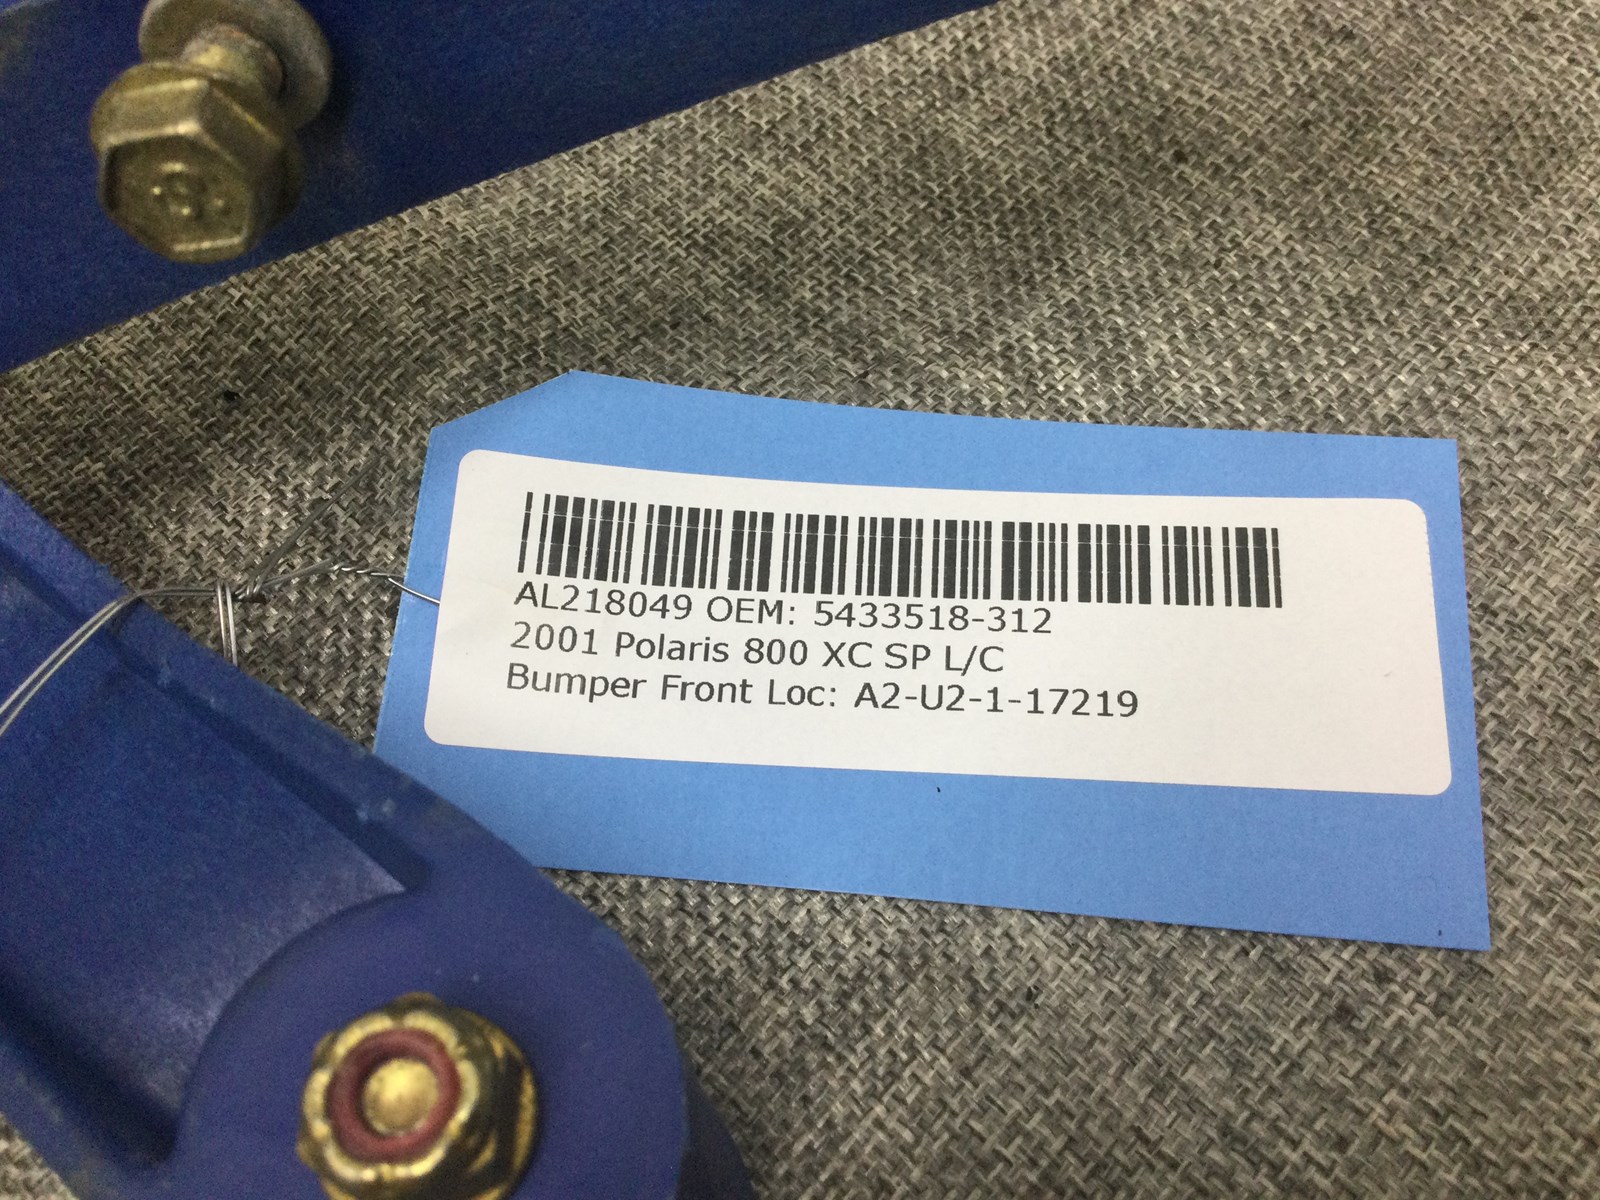 AL218049 OEM: 5433518-312
2001 Polaris 800 XC SP L/C
Bumper Front Loc: A2-U2-1-17219